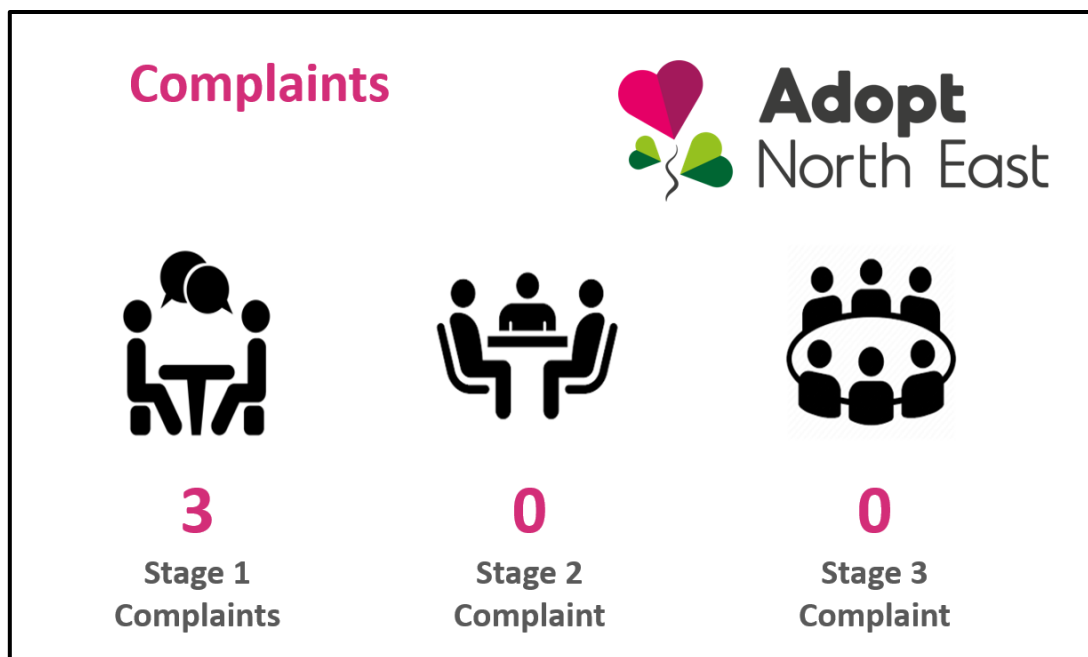 Complaints
Adopt
North East
3
Stage 1
Complaints
0
Stage 2
Complaint
0
Stage 3
Complaint